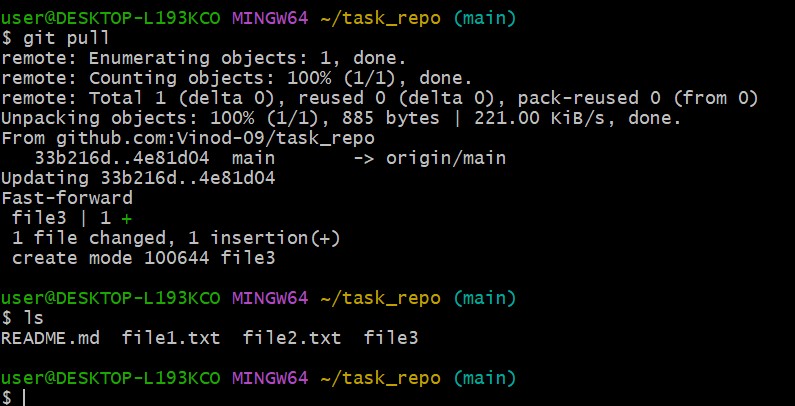 user@DESKTOP-L193KCO MINGW64 ~/task_repo (main)
$ git pull
remote: Enumerating objects: 1, done.
remote: Counting objects: 100% (1/1), done.
remote: Total 1 (delta 0), reused 0 (delta 0), pack-reused 0 (from 0)
Unpacking objects: 100% (1/1), 885 bytes | 221.00 KiB/s, done.
From github.com:Vinod-09/task_repo
   33b216d..4e81d04  main       -> origin/main
Updating 33b216d..4e81d04
Fast-forward
 file3 | 1 +
 1 file changed, 1 insertion(+)
 create mode 100644 file3
user@DESKTOP-L193KCO MINGW64 ~/task_repo (main)
$ ls
README.md  file1.txt  file2.txt  file3
user@DESKTOP-L193KCO MINGW64 ~/task_repo (main)
$